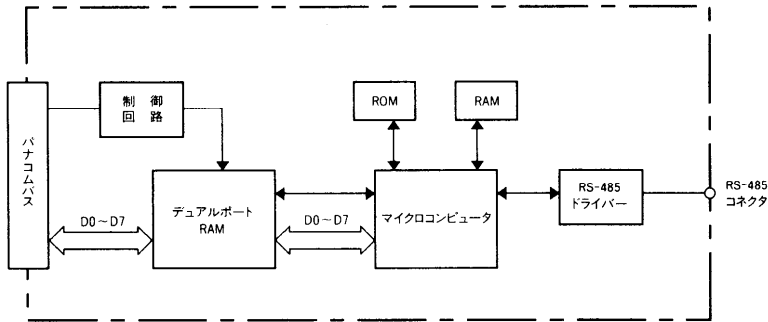 制御
回路
ROM
RAM
パナコムバス
D0～D7
デュアルポート
RAM
D0～D7
マイクロコンピュータ
RS-485
ドライバー
RS-485
コネクタ